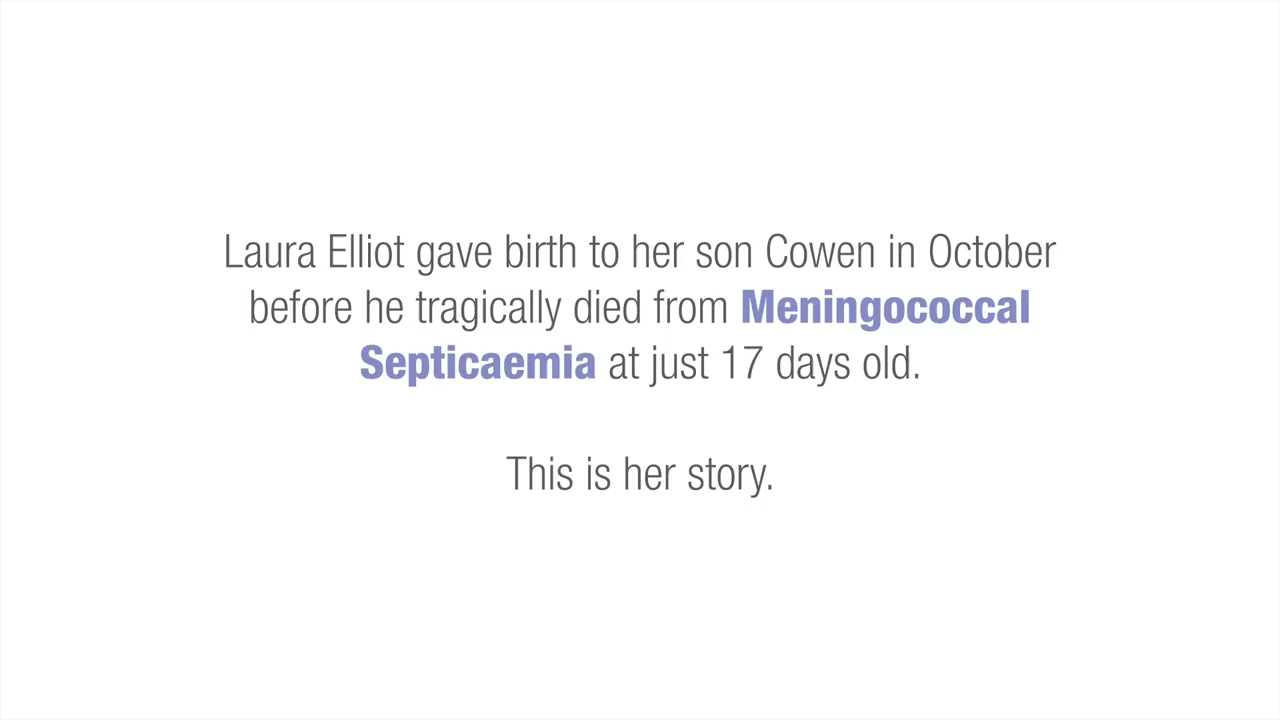 Laura Elliot gave birth to her son Cowen in October
before he tragically died from Meningococcal
Septicaemia at just 17 days old.
This is her story.